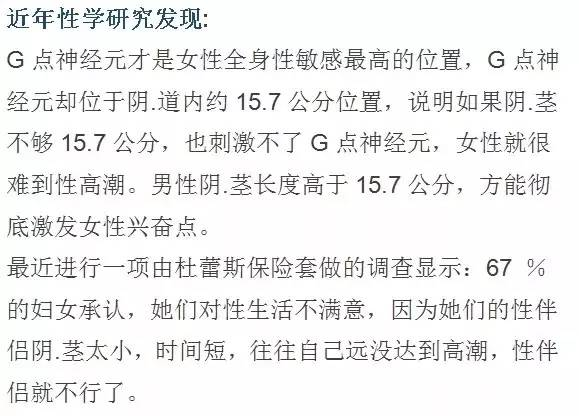 近年性学研究发现:
G 点神经元才是女性全身性敏感最高的位置，G 点神
经元却位于阴.道内约 15.7 公分位置，说明如果阴.茎
不够 15.7 公分，也刺激不了 G 点神经元，女性就很
难到性高潮。男性阴.茎长度高于 15.7 公分，方能彻
底激发女性兴奋点。
最近进行一项由杜蕾斯保险套做的调查显示：67 ％
的妇女承认，她们对性生活不满意，因为她们的性伴
侣阴.茎太小，时间短，往往自己远没达到高潮，性伴
侣就不行了。